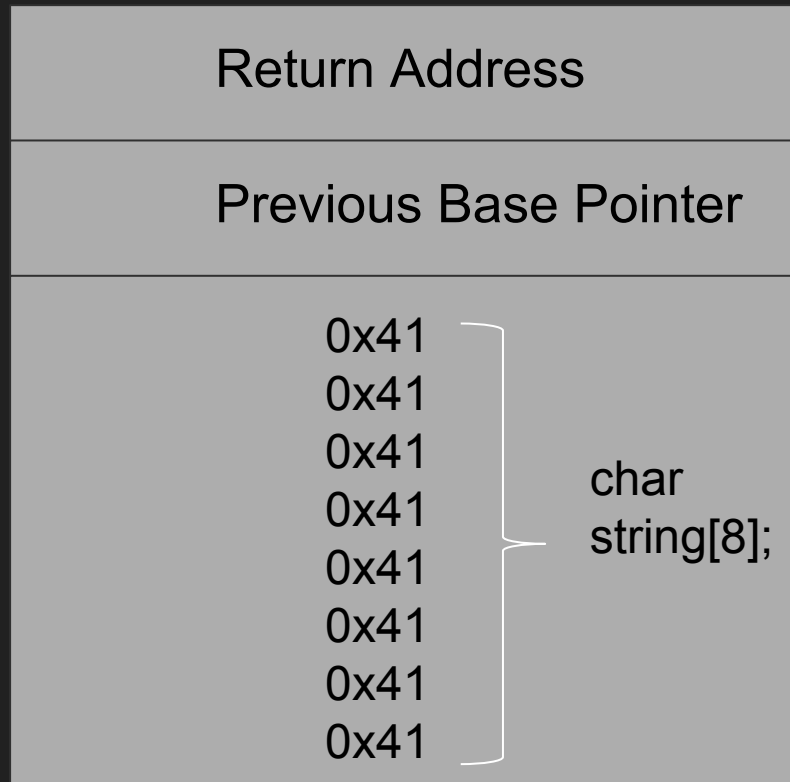 Return Address
Previous Base Pointer
0x41
0x41
0x41
0x41
0x41
0x41
0x41
0x41
char
string[8];